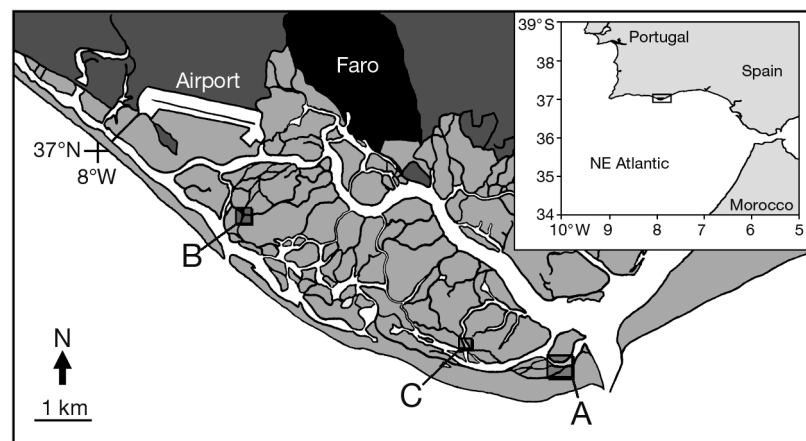 Airport
Faro
37°N
8°W
B
C
A
N
1 km
39°S
Portugal
38
Spain
37
36
NE Atlantic
35
Morocco
34
10°W
9
8
7
6
5